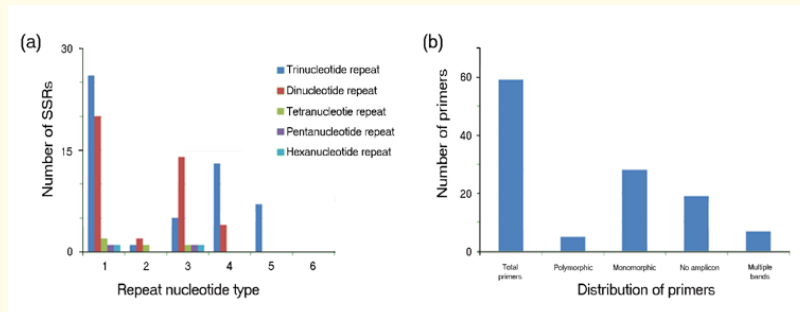 (a)
30
15
0
Number of SSRs
Trinucleotide repeat
Dinucleotide repeat
Tetranucleotie repeat
Pentanucleotide repeat
Hexanucleotide repeat
1 2 3 4 5 6
Repeat nucleotide type
(b)
60
40
20
0
Number of primers
Total
primers
Polymorphic
Monomorphic
No amplicon
Multiple
bands
Distribution of primers